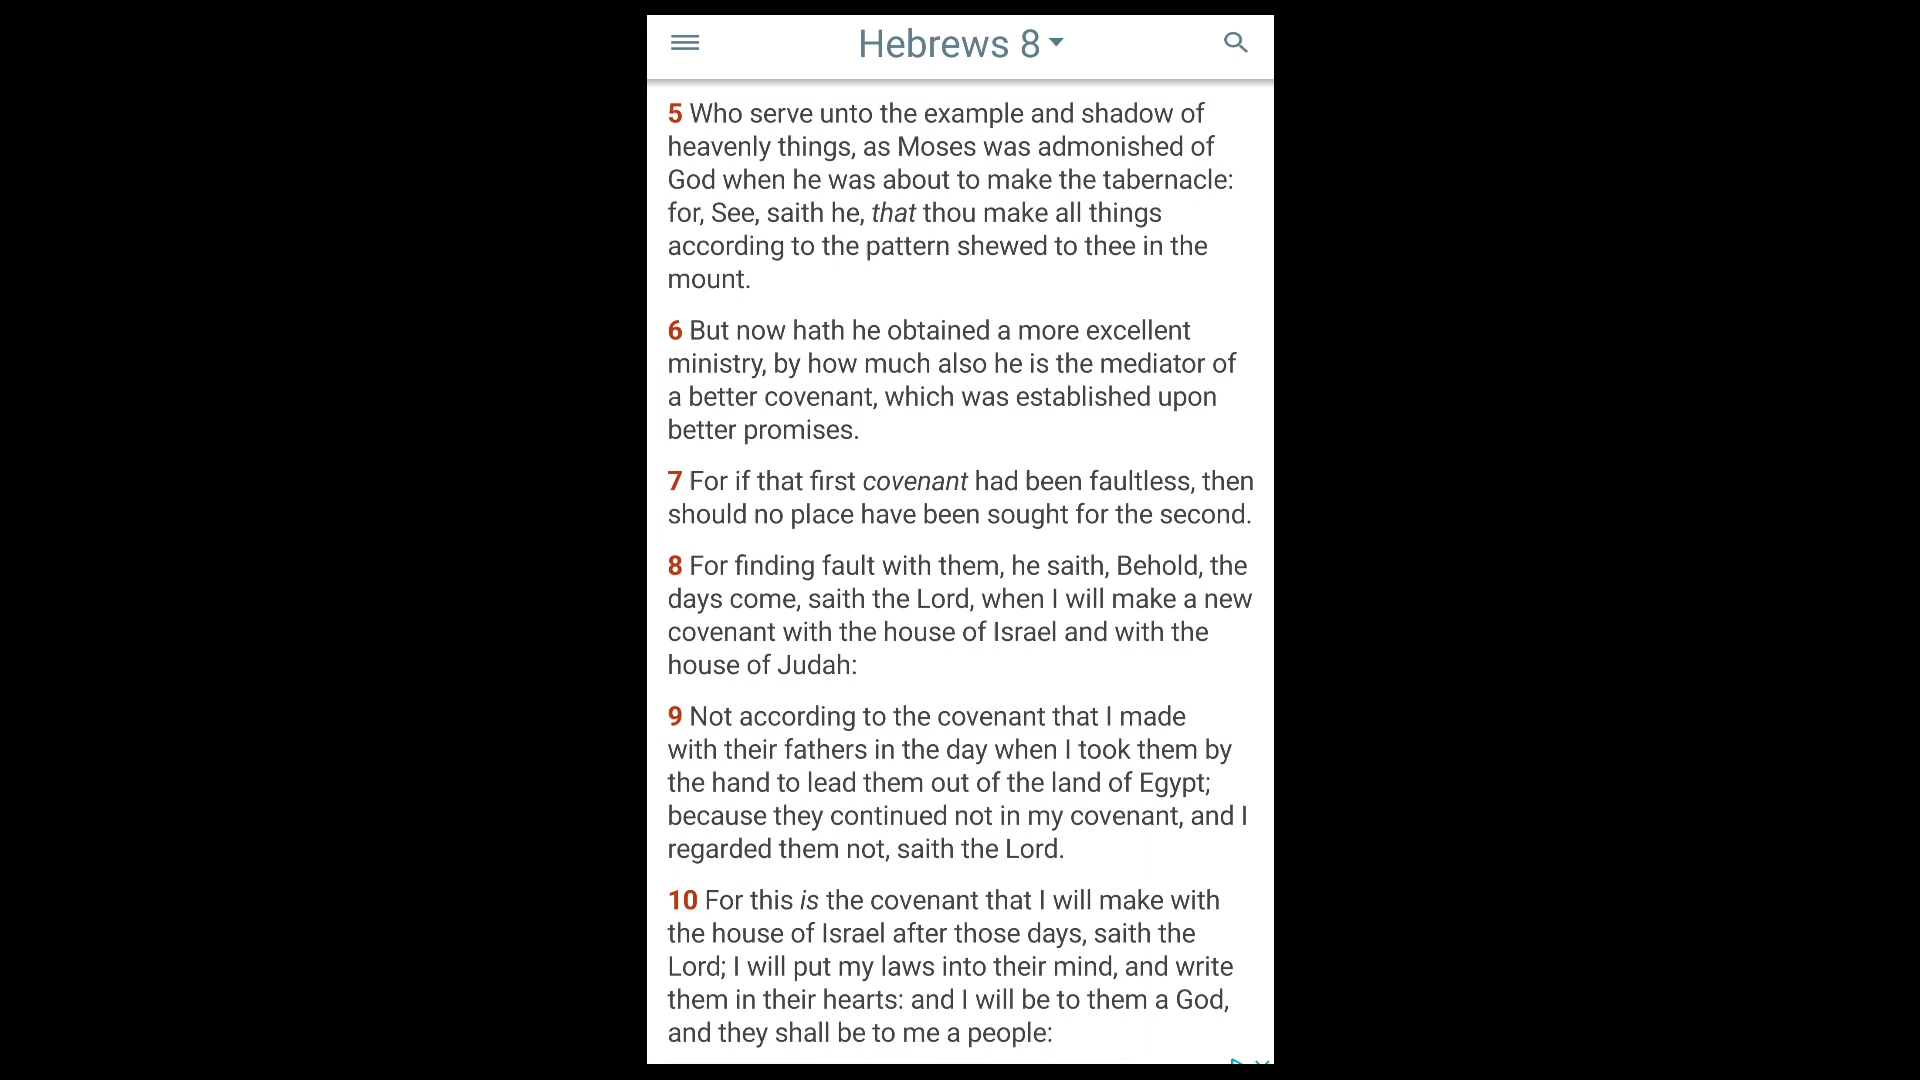 Hebrews 8
5 Who serve unto the example and shadow of
heavenly things, as Moses was admonished of
God when he was about to make the tabernacle:
for, See, saith he, that thou make all things
according to the pattern shewed to thee in the
mount.
6 But now hath he obtained a more excellent
ministry, by how much also he is the mediator of
a better covenant, which was established upon
better promises.
7 For if that first covenant had been faultless, then
should no place have been sought for the second.
8 For finding fault with them, he saith, Behold, the
days come, saith the Lord, when I will make a new
covenant with the house of Israel and with the
house of Judah:
9 Not according to the covenant that I made
with their fathers in the day when I took them by
the hand to lead them out of the land of Egypt;
because they continued not in my covenant, and I
regarded them not, saith the Lord.
10 For this is the covenant that I will make with
the house of Israel after those days, saith the
Lord; I will put my laws into their mind, and write
them in their hearts: and I will be to them a God,
and they shall be to me a people: